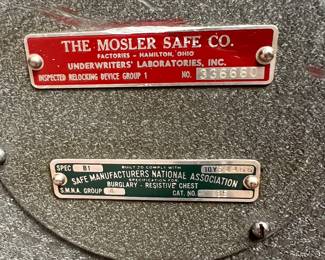 THE MOSLER SAFE CO.
FACTORIES - HAMILTON, OHIO
UNDERWRITERS' LABORATORIES, INC.
INSPECTED RELOCKING DEVICE GROUP 1 NO. 336660
SPEC B1 BUILT TO COMPLY WITH
SAFE MANUFACTURERS NATIONAL ASSOCIATION
SPECIFICATION FOR
BURGLARY - RESISTIVE CHEST
S.M.N.A. GROUP CAT. NO.